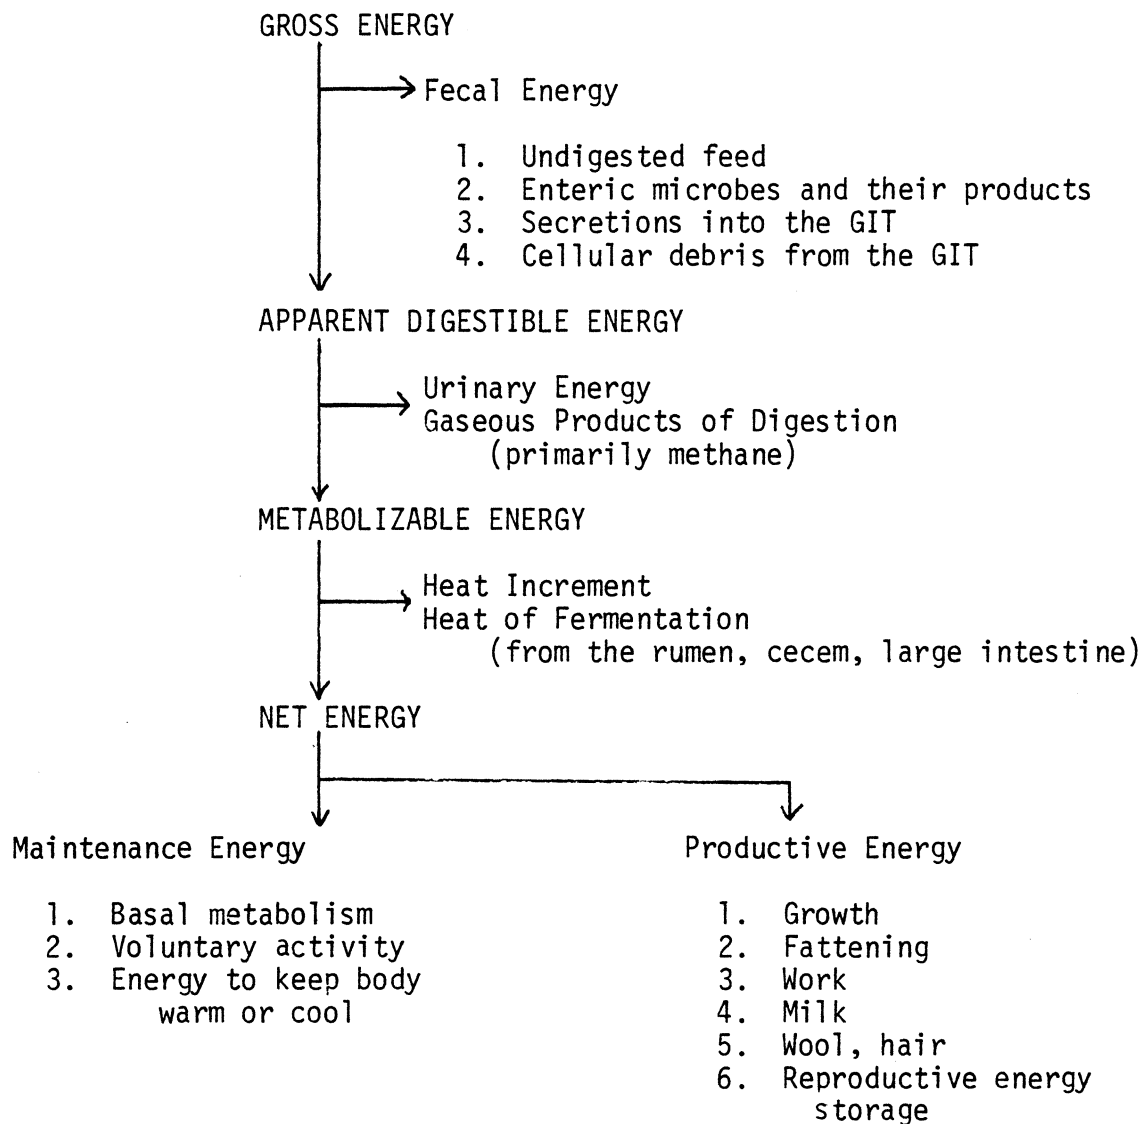 GROSS ENERGY
Fecal Energy
1. Undigested feed
2. Enteric microbes and their products
3. Secretions into the GIT
4. Cellular debris from the GIT
APPARENT DIGESTIBLE ENERGY
Urinary Energy
Gaseous Products of Digestion
(primarily methane)
METABOLIZABLE ENERGY
Heat Increment
Heat of Fermentation
(from the rumen, cecem, large intestine)
NET ENERGY
Maintenance Energy
1. Basal metabolism
2. Voluntary activity
3. Energy to keep body
warm or cool
Productive Energy
1. Growth
2. Fattening
3. Work
4. Milk
5. Wool, hair
6. Reproductive energy
storage